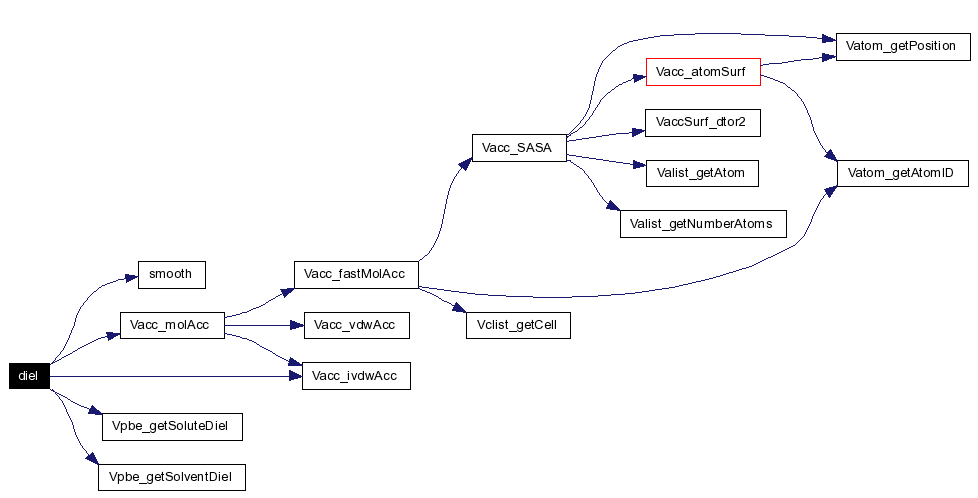 Vatom_getPosition
Vacc_atomSurf
VaccSurf_dtor2
Vacc_SASA
Valist_getAtom
Vatom_getAtomID
Valist_getNumberAtoms
smooth
Vacc_fastMolAcc
Vacc_molAcc
Vacc_vdwAcc
Vclist_getCell
diel
Vacc_ivdwAcc
Vpbe_getSoluteDiel
Vpbe_getSolventDiel